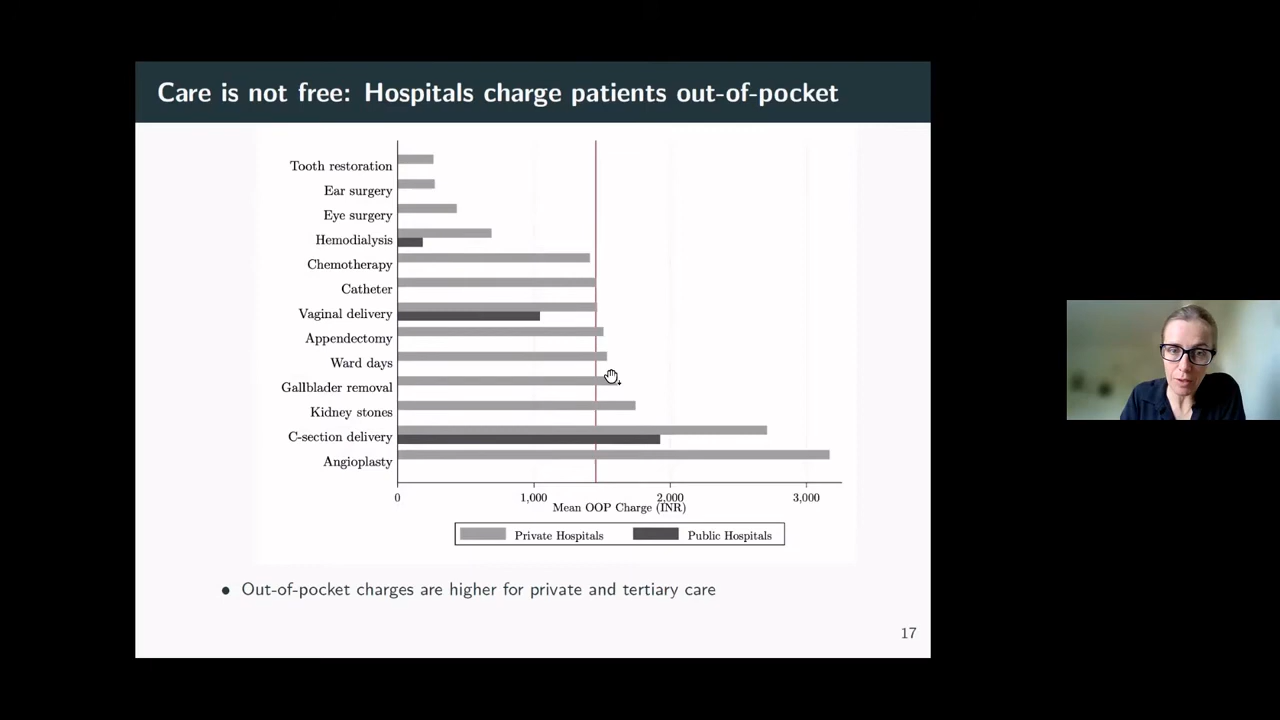 Care is not free: Hospitals charge patients out-of-pocket
Tooth restoration
Ear surgery
Eye surgery
Hemodialysis
Chemotherapy
Catheter
Vaginal delivery
Appendectomy
Ward days
Gallblader removal
Kidney stones
C-section delivery
Angioplasty
0 1,000 2,000 3,000
Mean OOP Charge (INR)
Private Hospitals Public Hospitals
• Out-of-pocket charges are higher for private and tertiary care
17